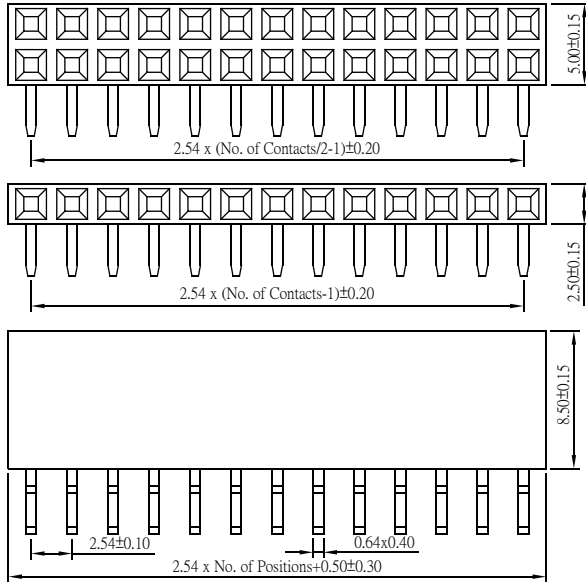 5.00±0.15
2.54 x (No. of Contacts/2-1)±0.20
2.50±0.15
2.54 x (No. of Contacts-1)±0.20
8.50±0.15
2.54±0.10
0.64x0.40
2.54 x No. of Positions+0.50±0.30